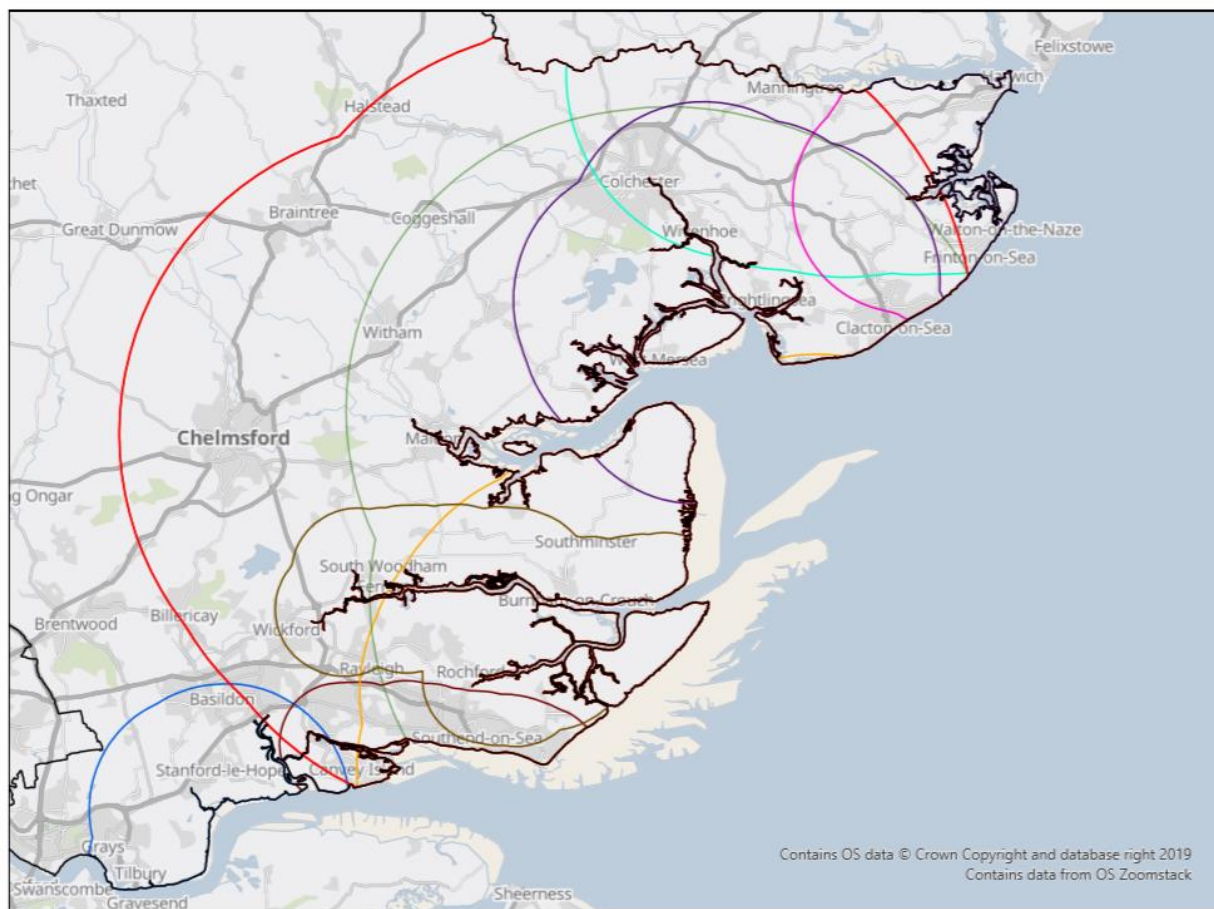 Felixstowe
Harwich
Thaxted
Halstead
Manningtree
Colchester
Braintree
Coggeshall
Great Dunmow
Wivenhoe
Walton-on-the-Naze
Frinton-on-Sea
Brightlingsea
Clacton-on-Sea
Witham
West Mersea
Chelmsford
Maldon
Ongar
Southminster
South Woodham
Burnham-on-Crouch
Billericay
Brentwood
Wickford
Rayleigh
Rochford
Basildon
Southend-on-Sea
Stanford-le-Hope
Canvey Island
Grays
Tilbury
Swanscombe
Gravesend
Sheerness
Contains OS data © Crown Copyright and database right 2019
Contains data from OS Zoomstack